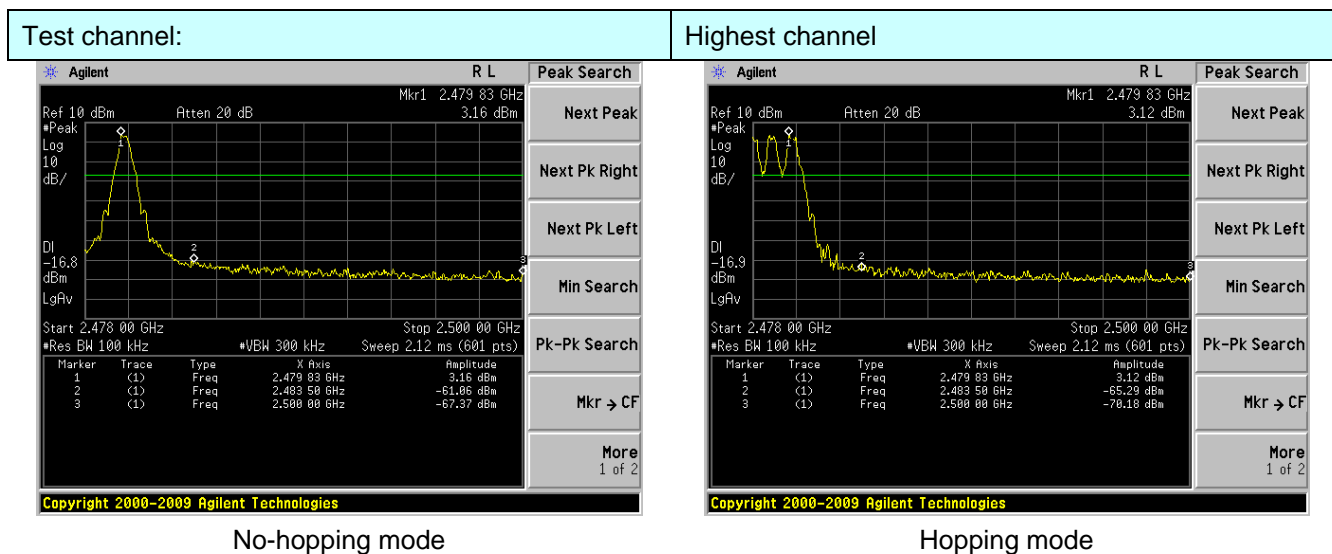 Test channel: Highest channel
Agilent R L Peak Search
Mkr1 2.479 83 GHz
Ref 10 dBm Atten 20 dB 3.16 dBm
#Peak
Log
10
dB/
DI
-16.8
dBm
LgAv
1
2
3
Start 2.478 00 GHz Stop 2.500 00 GHz
#Res BW 100 kHz #VBW 300 kHz Sweep 2.12 ms (601 pts)
Marker Trace Type X Axis Amplitude
1 (1) Freq 2.479 83 GHz 3.16 dBm
2 (1) Freq 2.483 50 GHz -61.06 dBm
3 (1) Freq 2.500 00 GHz -67.37 dBm
Copyright 2000-2009 Agilent Technologies
Next Peak
Next Pk Right
Next Pk Left
Min Search
Pk-Pk Search
Mkr → CF
More
1 of 2
No-hopping mode
Agilent R L Peak Search
Mkr1 2.479 83 GHz
Ref 10 dBm Atten 20 dB 3.12 dBm
#Peak
Log
10
dB/
DI
-16.9
dBm
LgAv
1
2
3
Start 2.478 00 GHz Stop 2.500 00 GHz
#Res BW 100 kHz #VBW 300 kHz Sweep 2.12 ms (601 pts)
Marker Trace Type X Axis Amplitude
1 (1) Freq 2.479 83 GHz 3.12 dBm
2 (1) Freq 2.483 50 GHz -65.29 dBm
3 (1) Freq 2.500 00 GHz -70.18 dBm
Copyright 2000-2009 Agilent Technologies
Next Peak
Next Pk Right
Next Pk Left
Min Search
Pk-Pk Search
Mkr → CF
More
1 of 2
Hopping mode